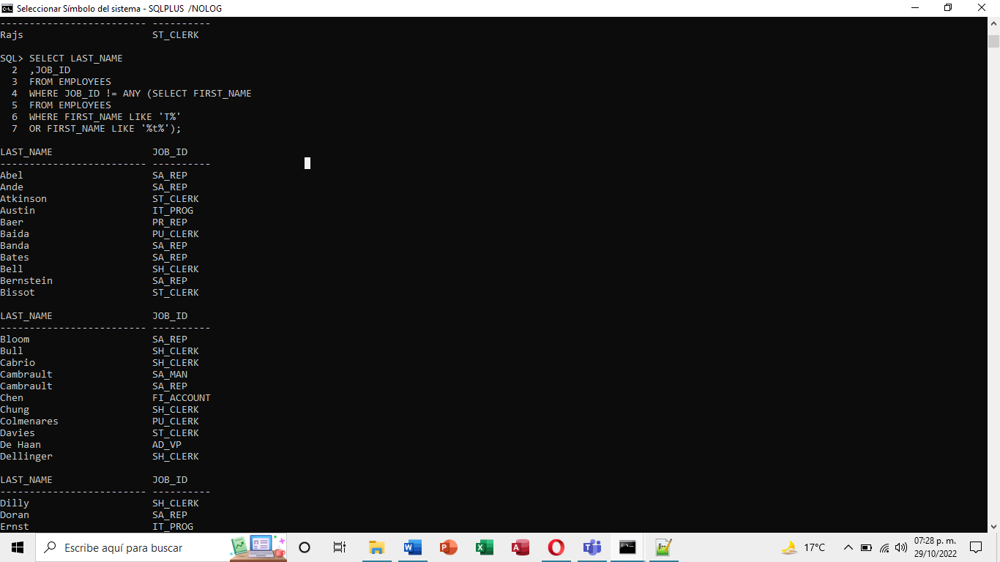 Seleccionar Símbolo del sistema - SQLPLUS /NOLOG
------------------------ ----------
Rajs ST_CLERK
SQL> SELECT LAST_NAME
2 ,JOB_ID
3 FROM EMPLOYEES
4 WHERE JOB_ID != ANY (SELECT FIRST_NAME
5 FROM EMPLOYEES
6 WHERE FIRST_NAME LIKE 'T%'
7 OR FIRST_NAME LIKE '%t%');
LAST_NAME JOB_ID
------------------------- ----------
Abel SA_REP
Ande SA_REP
Atkinson ST_CLERK
Austin IT_PROG
Baer PR_REP
Baida PU_CLERK
Banda SA_REP
Bates SA_REP
Bell SH_CLERK
Bernstein SA_REP
Bissot ST_CLERK
LAST_NAME JOB_ID
------------------------- ----------
Bloom SA_REP
Bull SH_CLERK
Cabrio SH_CLERK
Cambrault SA_MAN
Cambrault SA_REP
Chen FI_ACCOUNT
Chung SH_CLERK
Colmenares PU_CLERK
Davies ST_CLERK
De Haan AD_VP
Dellinger SH_CLERK
LAST_NAME JOB_ID
------------------------- ----------
Dilly SH_CLERK
Doran SA_REP
Ernst IT_PROG
Escribe aquí para buscar
17°C
07:28 p. m.
29/10/2022